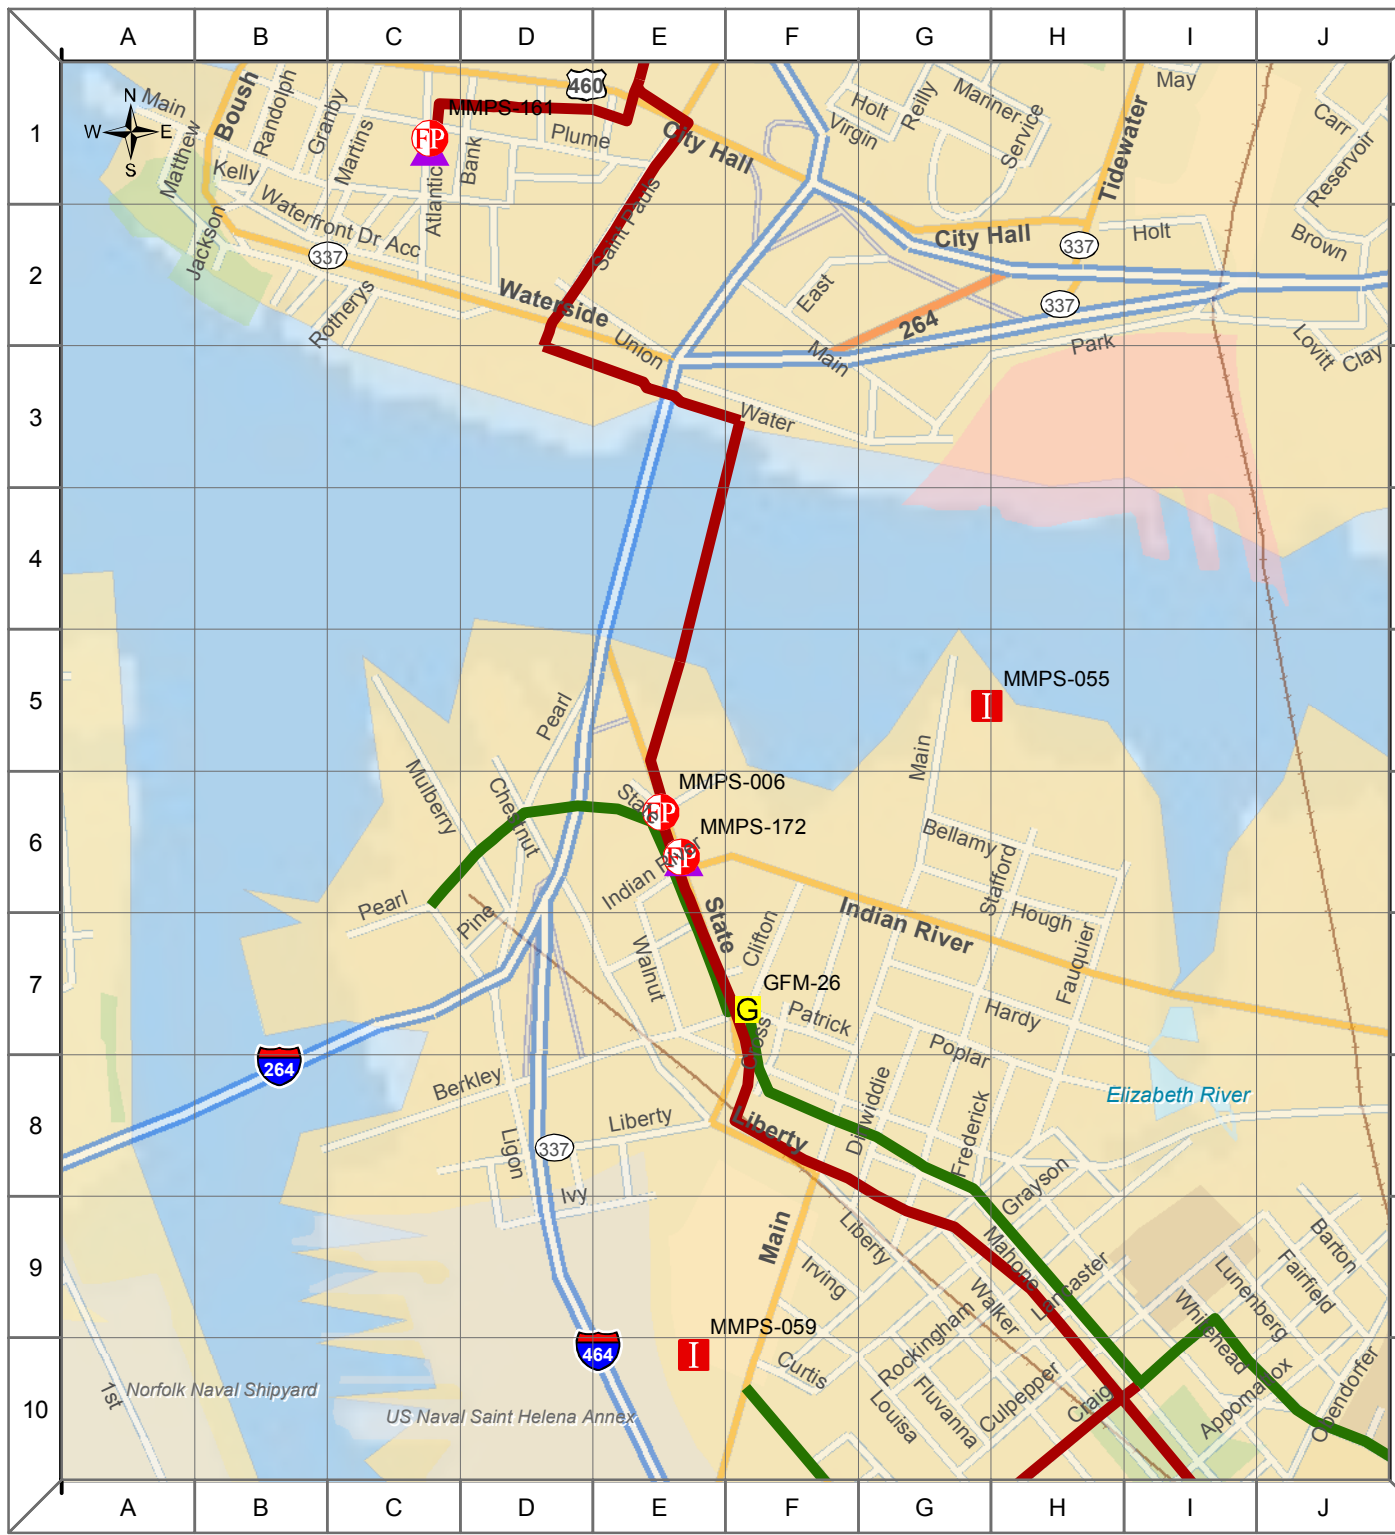 A B C D E F G H I J
1
2
3
4
5
6
7
8
9
10
N
W E
S
Main
Matthew
Boush
Randolph
Granby
Martins
Kelly
Jackson
Waterfront Dr Acc
337
Rotherys
Atlantic
Bank
MMPS-161
FP
460
Plume
City Hall
Saint Pauls
Waterside
Union
Water
Holt
Virgin
Reilly
Mariner
Service
Tidewater
May
Carr
Reservoir
Brown
Holt
City Hall
337
337
East
Main
264
Park
Lovitt
Clay
Pearl
Mulberry
Chestnut
State
MMPS-006
FP
MMPS-172
FP
Indian River
Pearl
Pine
Walnut
State
Clifton
Indian River
Main
MMPS-055
I
Bellamy
Stafford
Hough
Fauquier
Hardy
GFM-26
G
Cross
Patrick
Poplar
Elizabeth River
264
Berkley
Liberty
Ligon
337
Ivy
Liberty
Dinwiddie
Frederick
Grayson
Main
Liberty
Irving
Mahone
Lancaster
Walker
Rockingham
Barton
Fairfield
Lunenberg
Whitehead
Appomattox
MMPS-059
I
464
Curtis
Louisa
Fluvanna
Culpepper
Craig
1st
Norfolk Naval Shipyard
US Naval Saint Helena Annex
A B C D E F G H I J